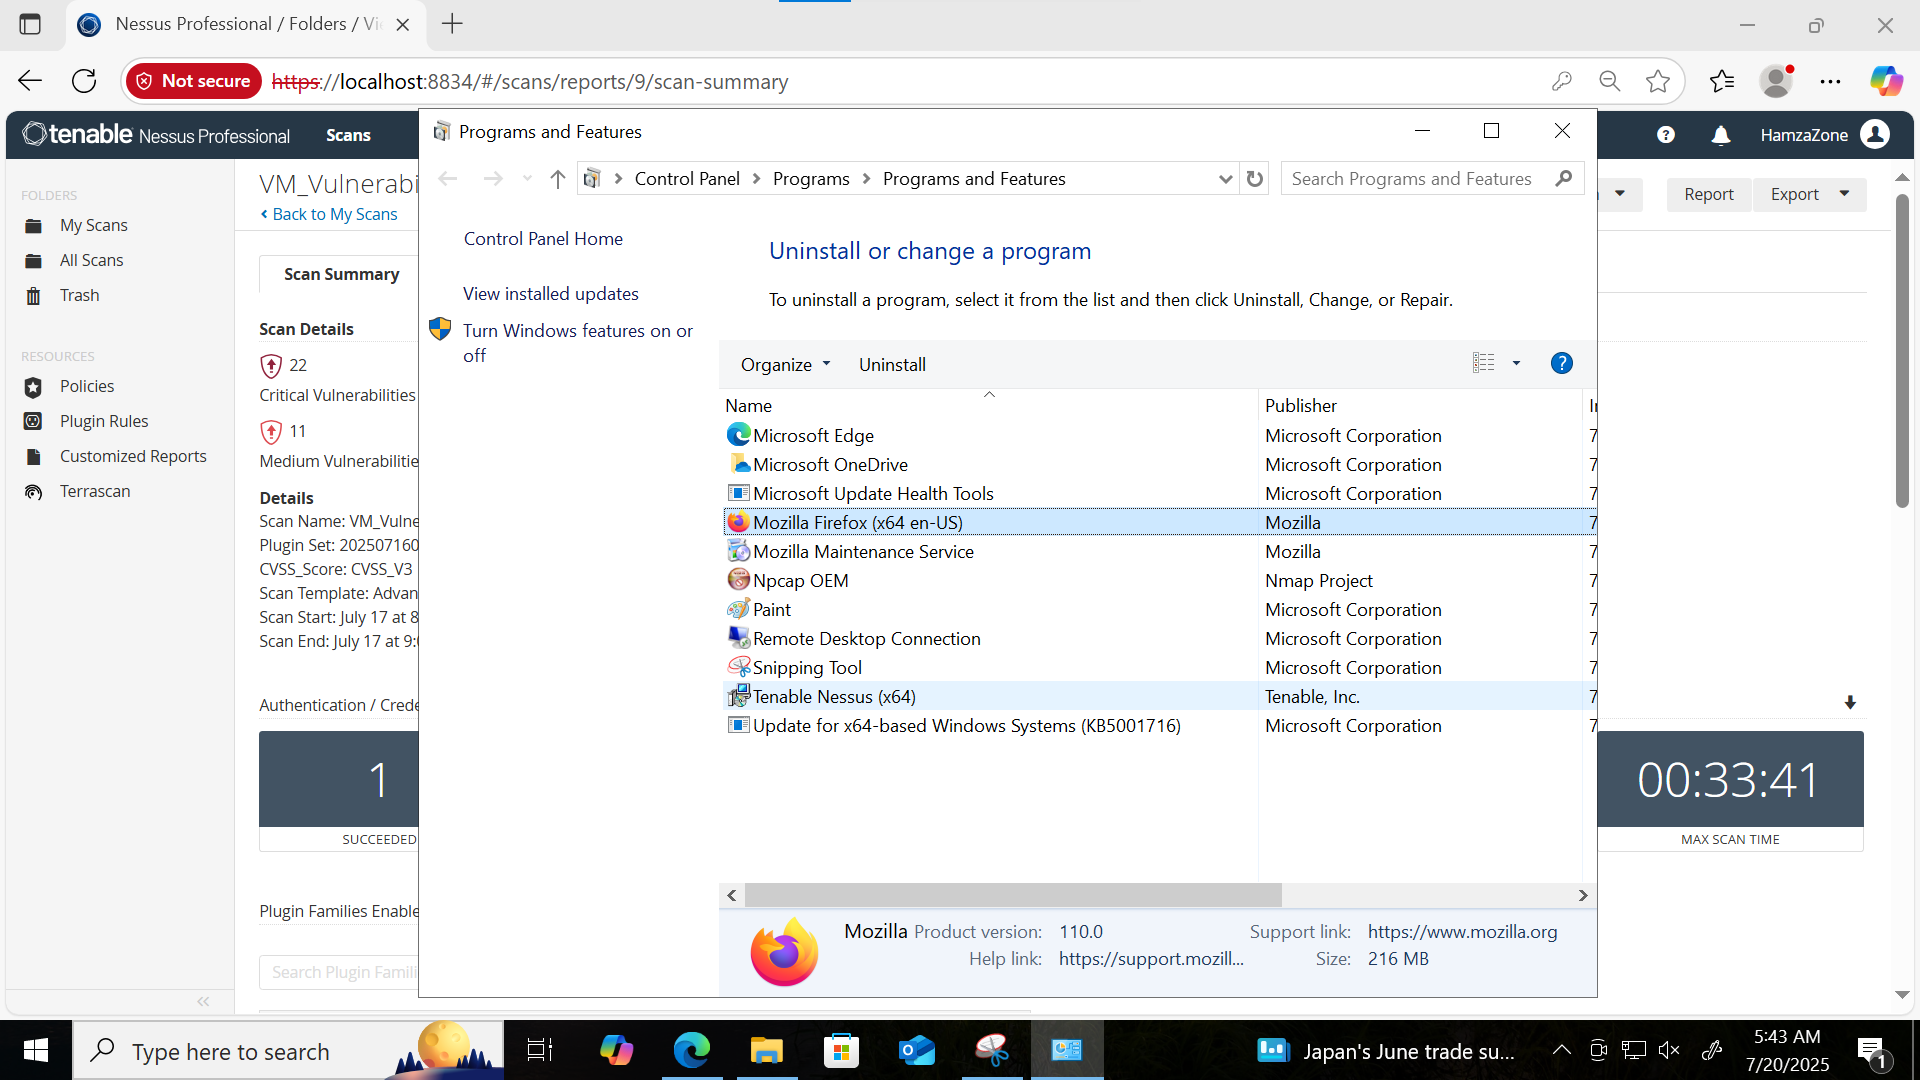 Nessus Professional / Folders / Vi
Not secure
https://localhost:8834/#/scans/reports/9/scan-summary
tenable Nessus Professional
Scans
HamzaZone
FOLDERS
My Scans
All Scans
Trash
RESOURCES
Policies
Plugin Rules
Customized Reports
Terrascan
VM_Vulnerabi
Back to My Scans
Report
Export
Scan Summary
Scan Details
22
Critical Vulnerabilities
11
Medium Vulnerabilitie
Details
Scan Name: VM_Vulne
Plugin Set: 202507160
CVSS_Score: CVSS_V3
Scan Template: Advan
Scan Start: July 17 at 8
Scan End: July 17 at 9:0
Authentication / Crede
1
SUCCEEDED
00:33:41
MAX SCAN TIME
Plugin Families Enable
Search Plugin Famili
Programs and Features
Control Panel > Programs > Programs and Features
Search Programs and Features
Control Panel Home
View installed updates
Turn Windows features on or
off
Uninstall or change a program
To uninstall a program, select it from the list and then click Uninstall, Change, or Repair.
Organize Uninstall
?
Name Publisher
Microsoft Edge Microsoft Corporation 7
Microsoft OneDrive Microsoft Corporation 7
Microsoft Update Health Tools Microsoft Corporation 7
Mozilla Firefox (x64 en-US) Mozilla 7
Mozilla Maintenance Service Mozilla 7
Npcap OEM Nmap Project 7
Paint Microsoft Corporation 7
Remote Desktop Connection Microsoft Corporation 7
Snipping Tool Microsoft Corporation 7
Tenable Nessus (x64) Tenable, Inc. 7
Update for x64-based Windows Systems (KB5001716) Microsoft Corporation 7
Mozilla Product version: 110.0 Support link: https://www.mozilla.org
Help link: https://support.mozill... Size: 216 MB
Type here to search
Japan's June trade su...
5:43 AM
7/20/2025
1